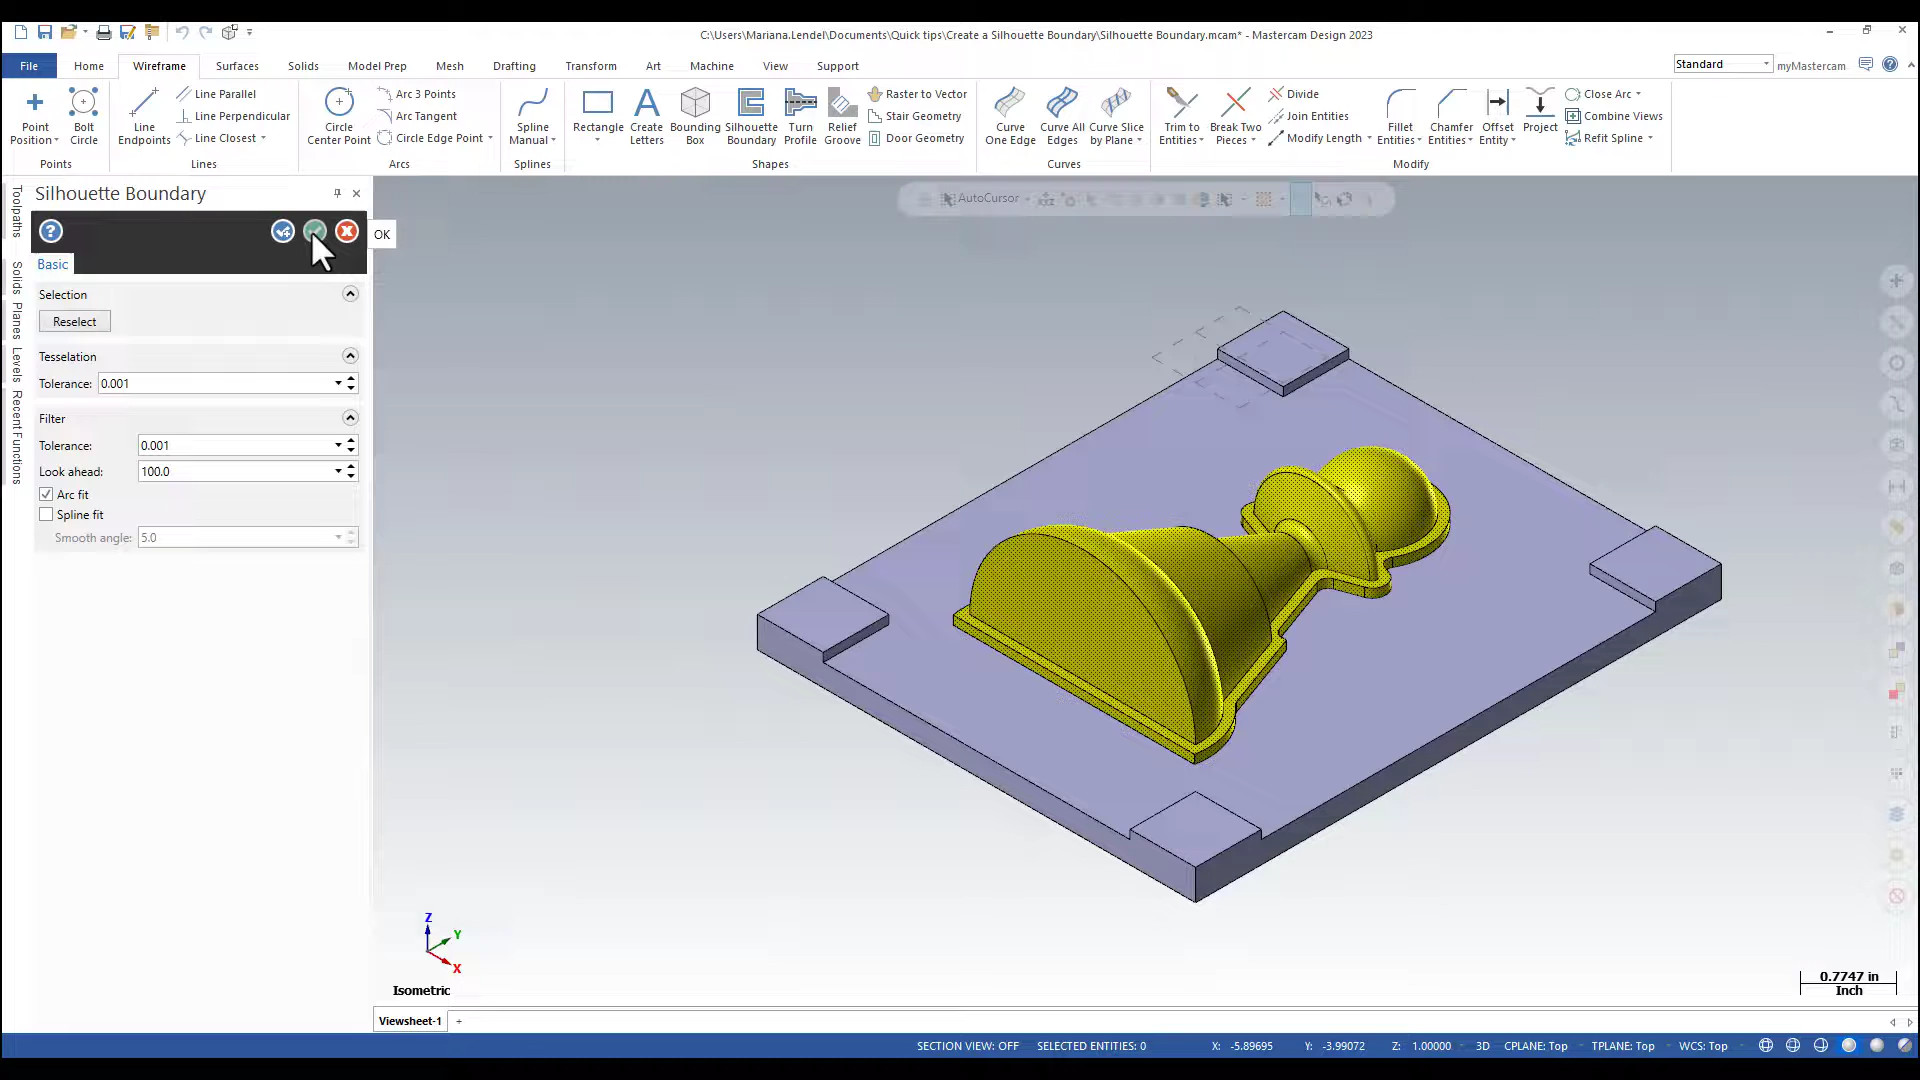 C:\Users\Mariana.Lendel\Documents\Quick tips\Create a Silhouette Boundary\Silhouette Boundary.mcam* - Mastercam Design 2023
File Home Wireframe Surfaces Solids Model Prep Mesh Drafting Transform Art Machine View Support
Standard
myMastercam
Point Position
Bolt Circle
Points
Line Endpoints
Line Parallel
Line Perpendicular
Line Closest
Lines
Circle Center Point
Arc 3 Points
Arc Tangent
Circle Edge Point
Arcs
Spline Manual
Splines
Rectangle
Create Letters
Bounding Box
Silhouette Boundary
Turn Profile
Relief Groove
Raster to Vector
Stair Geometry
Door Geometry
Shapes
Curve One Edge
Curve All Edges
Curve Slice by Plane
Curves
Trim to Entities
Break Two Pieces
Divide
Join Entities
Modify Length
Fillet Entities
Chamfer Entities
Offset Entity
Project
Close Arc
Combine Views
Refit Spline
Modify
Toolpaths
Solids
Planes
Levels
Recent Functions
Silhouette Boundary
OK
Basic
Selection
Reselect
Tesselation
Tolerance: 0.001
Filter
Tolerance: 0.001
Look ahead: 100.0
Arc fit
Spline fit
Smooth angle: 5.0
AutoCursor
Z
Y
X
Isometric
0.7747 in
Inch
Viewsheet-1 +
SECTION VIEW: OFF SELECTED ENTITIES: 0 X: -5.89695 Y: -3.99072 Z: 1.00000 3D CPLANE: Top TPLANE: Top WCS: Top